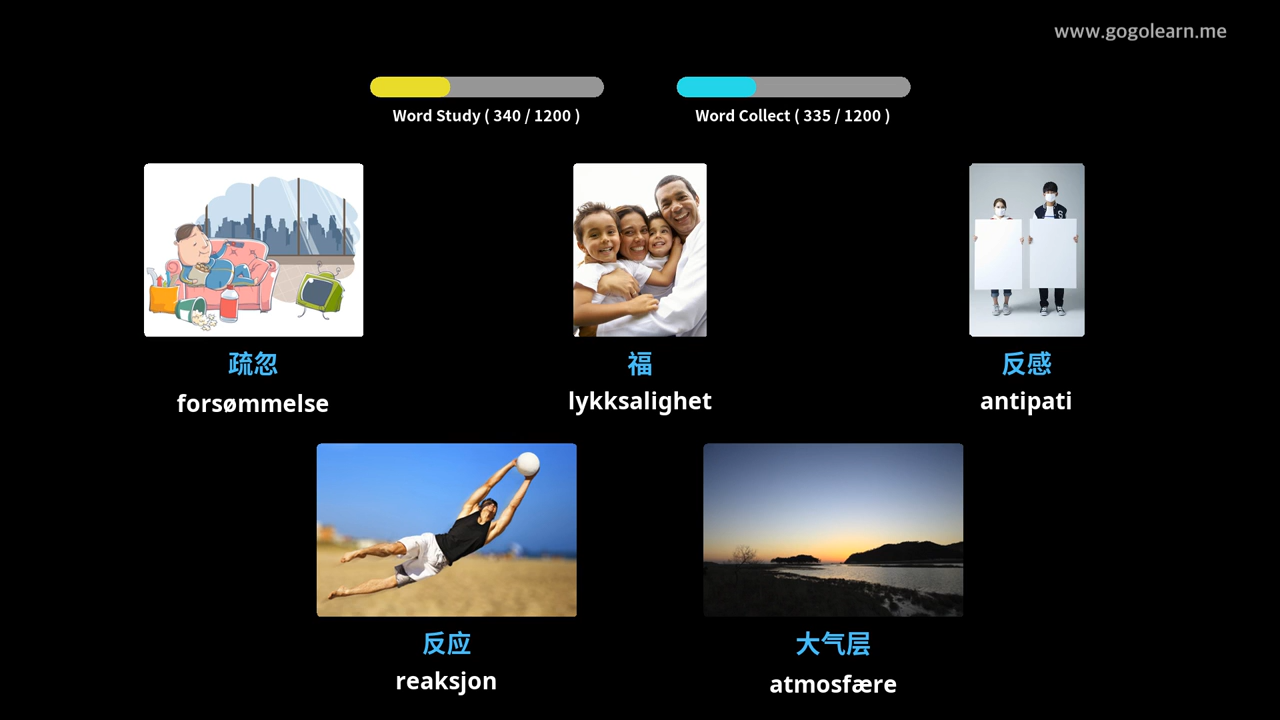 www.gogolearn.me
Word Study ( 340 / 1200 )
Word Collect ( 335 / 1200 )
疏忽
forsømmelse
福
lykksalighet
反感
antipati
反应
reaksjon
大气层
atmosfære